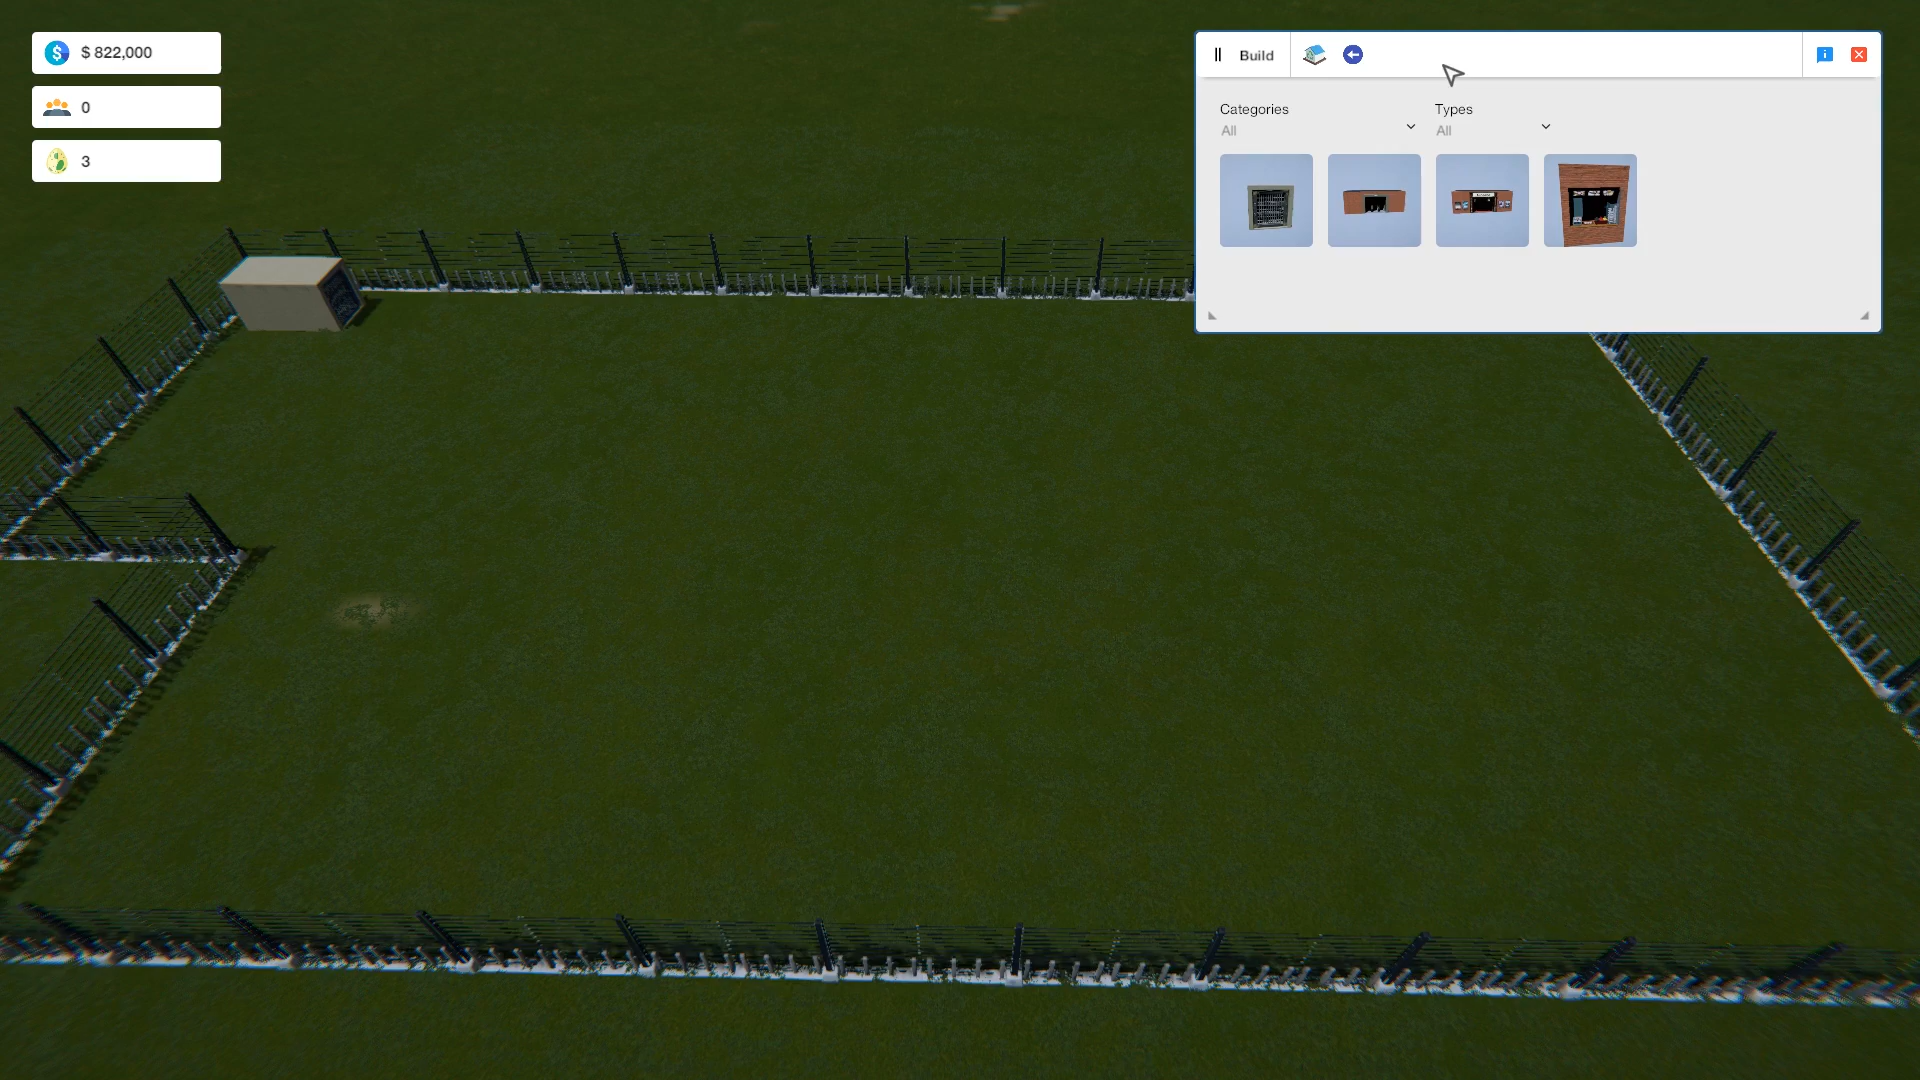 $ 822,000
0
3
Build
Categories
All
Types
All